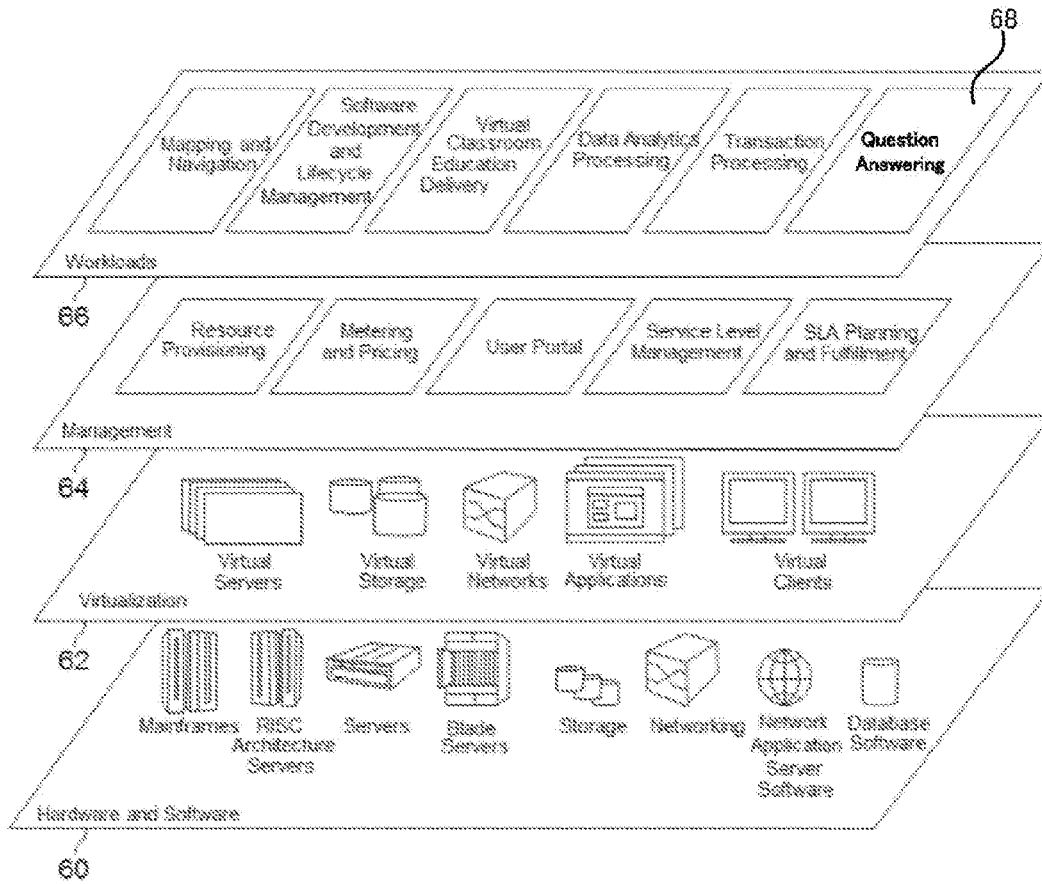 68
Mapping and
Navigation
Software
Development
and
Lifecycle
Management
Virtual
Classroom
Education
Delivery
Data Analytics
Processing
Transaction
Processing
Question
Answering
Workloads
66
Resource
Provisioning
Metering
and Pricing
User Portal
Service Level
Management
SLA Planning
and Fulfillment
Management
64
Virtual
Servers
Virtual
Storage
Virtual
Networks
Virtual
Applications
Virtual
Clients
Virtualization
62
Mainframes
RISC
Architecture
Servers
Servers
Blade
Servers
Storage
Networking
Network
Application
Server
Software
Database
Software
Hardware and Software
60